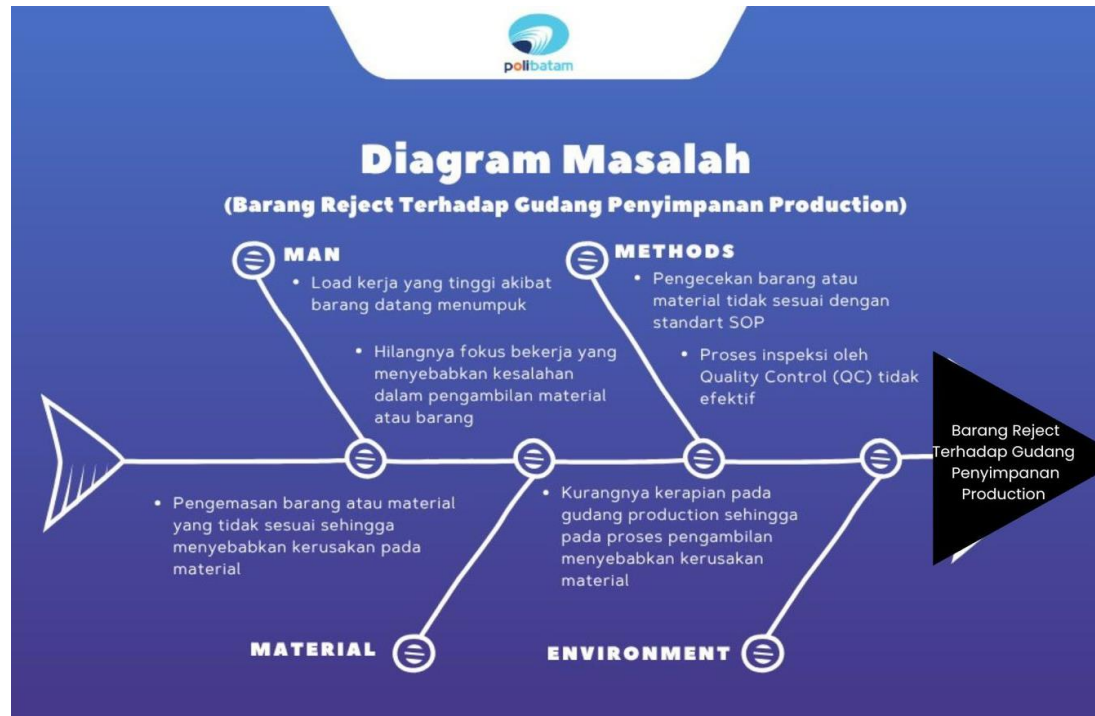 polibatam
Diagram Masalah
(Barang Reject Terhadap Gudang Penyimpanan Production)
MAN
• Load kerja yang tinggi akibat
barang datang menumpuk
• Hilangnya fokus bekerja yang
menyebabkan kesalahan
dalam pengambilan material
atau barang
METHODS
• Pengecekan barang atau
material tidak sesuai dengan
standart SOP
• Proses inspeksi oleh
Quality Control (QC) tidak
efektif
Barang Reject
Terhadap Gudang
Penyimpanan
Production
• Pengemasan barang atau material
yang tidak sesuai sehingga
menyebabkan kerusakan pada
material
MATERIAL
• Kurangnya kerapian pada
gudang production sehingga
pada proses pengambilan
menyebabkan kerusakan
material
ENVIRONMENT